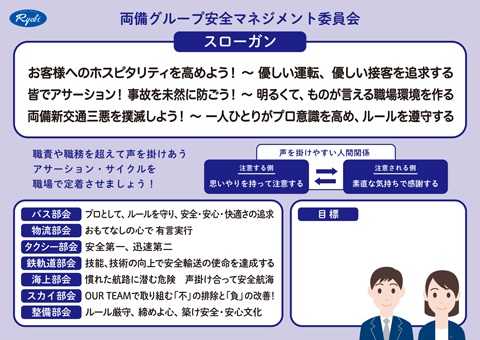 Ryobi
両備グループ安全マネジメント委員会
スローガン
お客様へのホスピタリティを高めよう！～ 優しい運転、優しい接客を追求する
皆でアサーション！事故を未然に防ごう！～ 明るくて、ものが言える職場環境を作る
両備新交通三悪を撲滅しよう！～ 一人ひとりがプロ意識を高め、ルールを遵守する
職責や職務を超えて声を掛けあう
アサーション・サイクルを
職場で定着させましょう！
声を掛けやすい人間関係
注意する側
思いやりを持って注意する
注意される側
素直な気持ちで感謝する
バス部会 プロとして、ルールを守り、安全・安心・快適さの追求
物流部会 おもてなしの心で 有言実行
タクシー部会 安全第一、迅速第二
鉄軌道部会 技能、技術の向上で安全輸送の使命を達成する
海上部会 慣れた航路に潜む危険 声掛け合って安全航海
スカイ部会 OUR TEAMで取り組む「不」の排除と「負」の改善！
整備部会 ルール厳守、締めよ心、築け安全・安心文化
目標